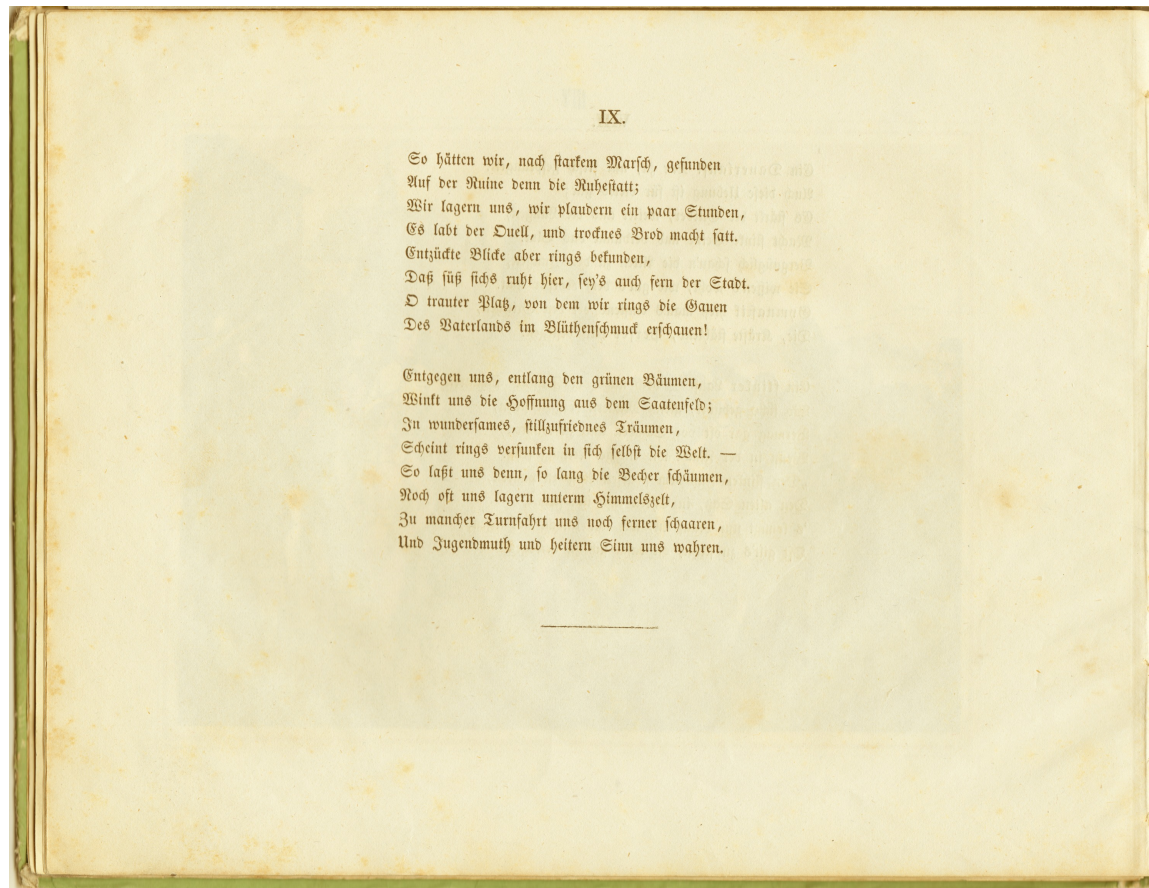 IX.
So hätten wir, nach starkem Marsch, gefunden
Auf der Ruine denn die Ruhestatt;
Wir lagern uns, wir plaudern ein paar Stunden,
Es labt der Quell, und trocknes Brod macht satt.
Entzückte Blicke aber rings bekunden,
Daß süß sichs ruht hier, sey's auch fern der Stadt.
O trauter Platz, von dem wir rings die Gauen
Des Vaterlands im Blüthenschmuck erschauen!
Entgegen uns, entlang den grünen Bäumen,
Winkt uns die Hoffnung aus dem Saatenfeld;
In wundersames, stillzufriednes Träumen,
Scheint rings versunken in sich selbst die Welt. —
So laßt uns denn, so lang die Becher schäumen,
Noch oft uns lagern unterm Himmelszelt,
Zu mancher Turnfahrt uns noch ferner schaaren,
Und Jugendmuth und heitern Sinn uns wahren.